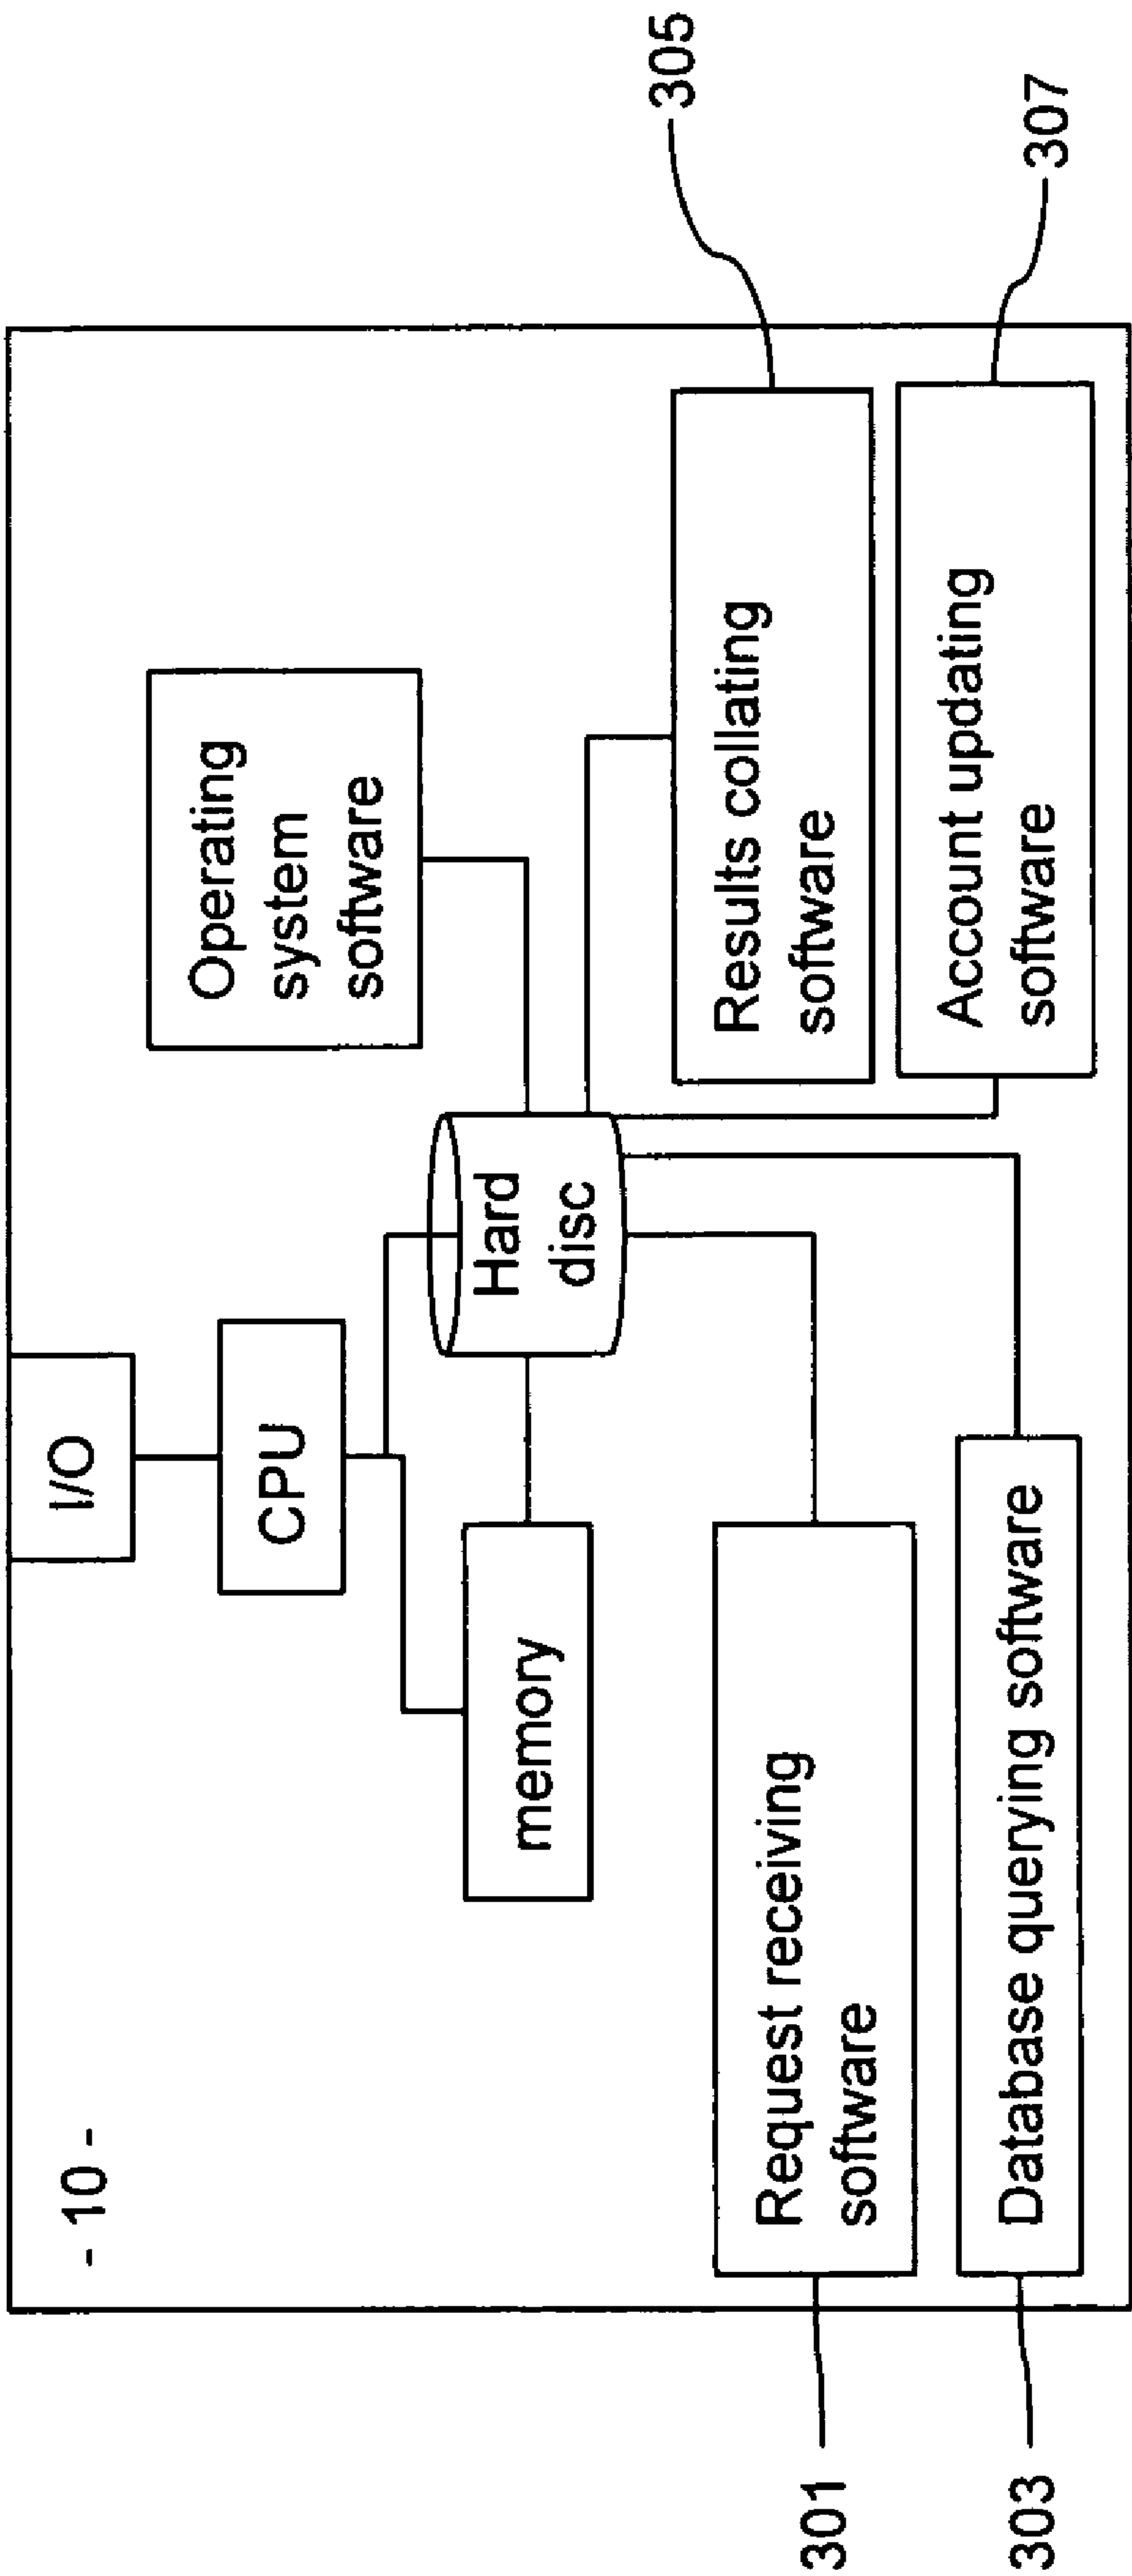 - 10 -
I/O
CPU
Operating
system
software
memory
Hard
disc
Request receiving
software
Results collating
software
305
301
Database querying software
Account updating
software
307
303